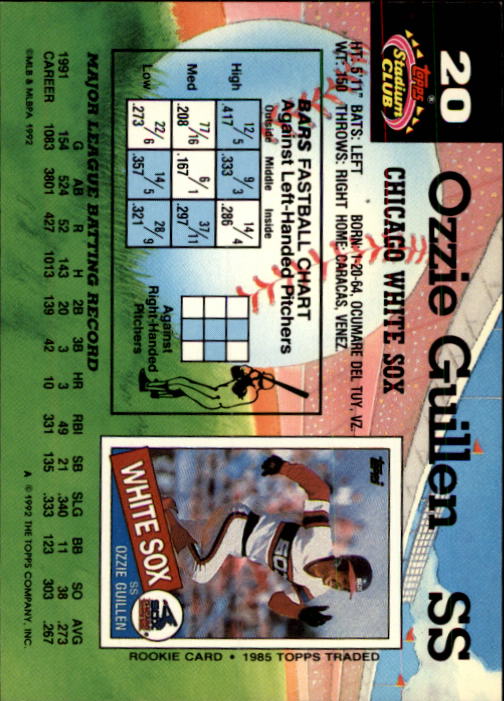 20
Topps
Stadium
CLUB
®
Ozzie Guillen SS
CHICAGO WHITE SOX
HT: 5'11" BATS: LEFT BORN: 1-20-64, OCUMARE DEL TUY, VZ.
WT: 150 THROWS: RIGHT HOME: CARACAS, VENEZ.
BARS FASTBALL CHART
Against Left-Handed Pitchers
Outside Middle Inside
High 12/5 .417 9/3 .333 14/4 .286
Med 77/16 .208 6/1 .167 37/11 .297
Low 22/6 .273 14/5 .357 28/9 .321
Against
Right-Handed
Pitchers
Topps
SOX
WHITE SOX
SS
OZZIE GUILLEN
SOX
ROOKIE CARD • 1985 TOPPS TRADED
MAJOR LEAGUE BATTING RECORD
G AB R H 2B 3B HR RBI SB SLG BB SO AVG
1991 154 524 52 143 20 3 3 49 21 .340 11 38 .273
CAREER 1083 3801 427 1013 139 42 10 331 135 .333 123 303 .267
©MLB & MLBPA 1992
A © 1992 THE TOPPS COMPANY, INC.